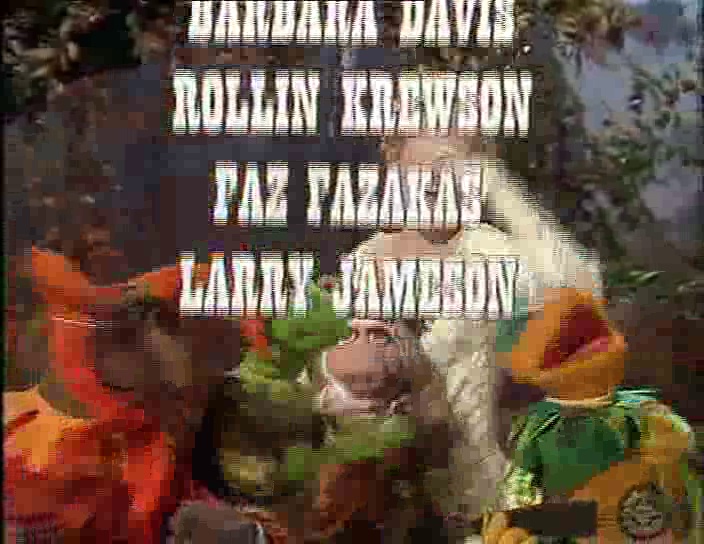 BARBARA DAVIS
ROLLIN KREWSON
FAZ FAZAKAS
LARRY JAMESON